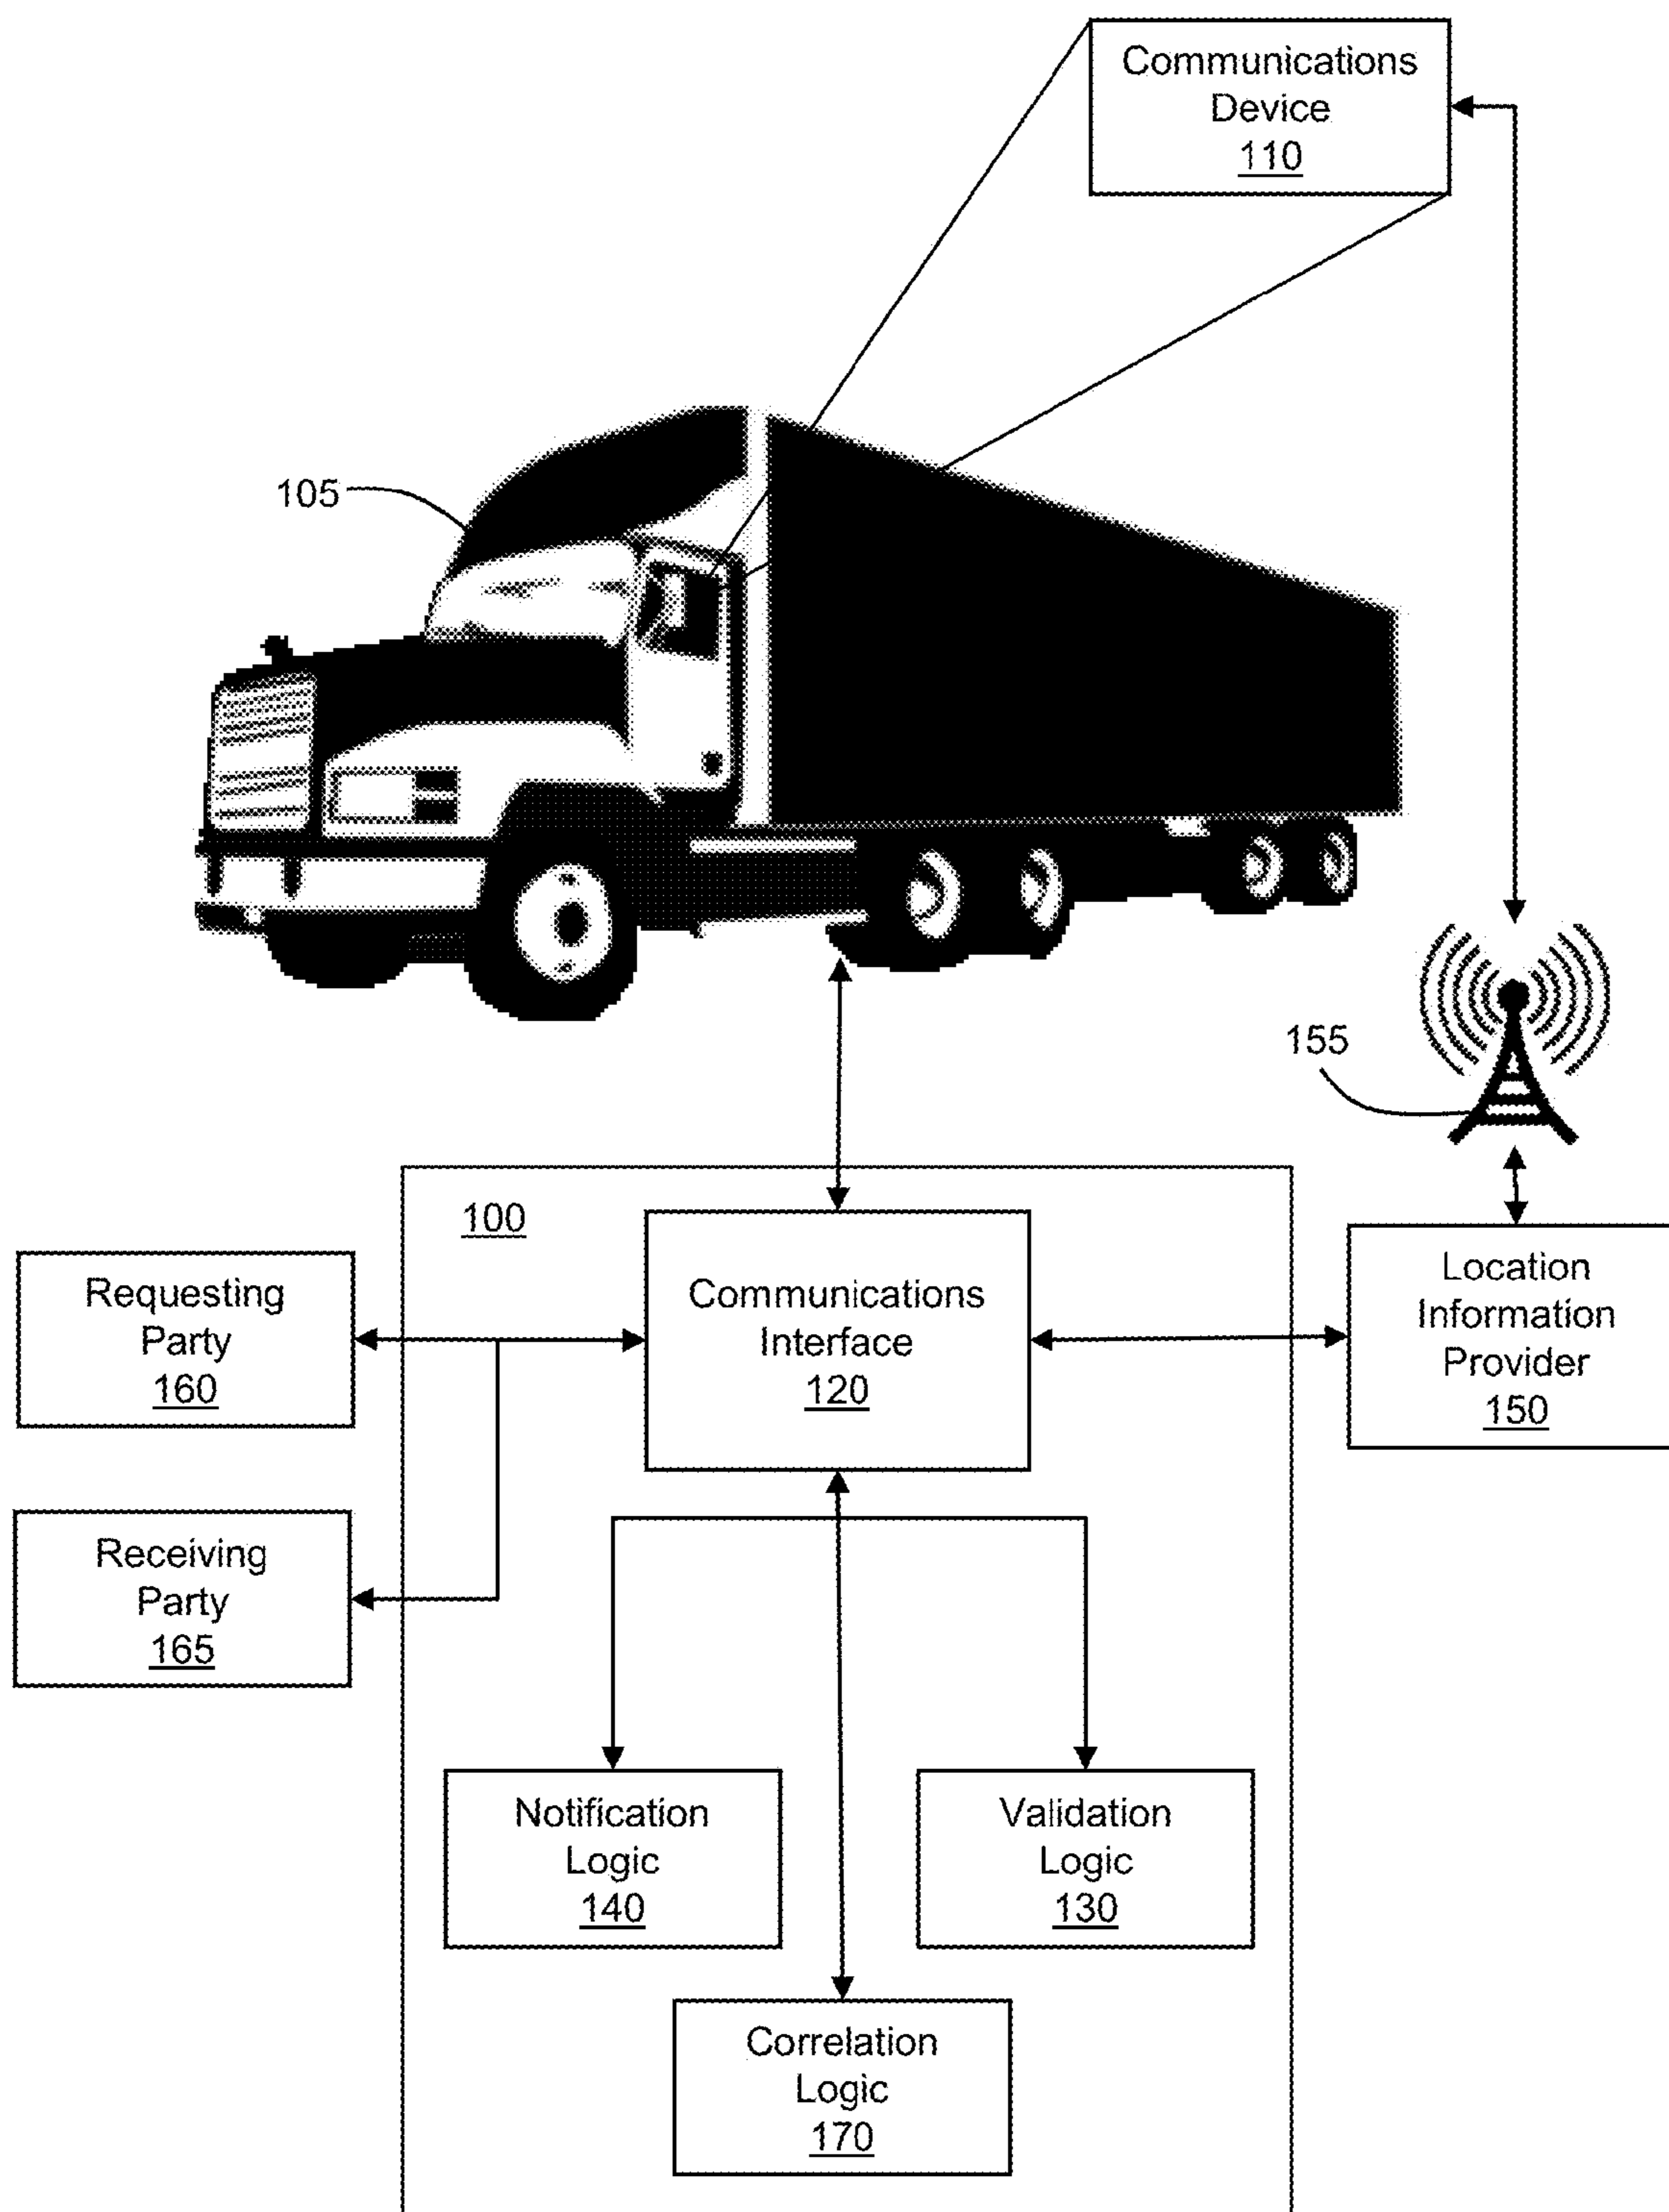 Communications
Device
110
105
155
100
Requesting
Party
160
Communications
Interface
120
Location
Information
Provider
150
Receiving
Party
165
Notification
Logic
140
Validation
Logic
130
Correlation
Logic
170